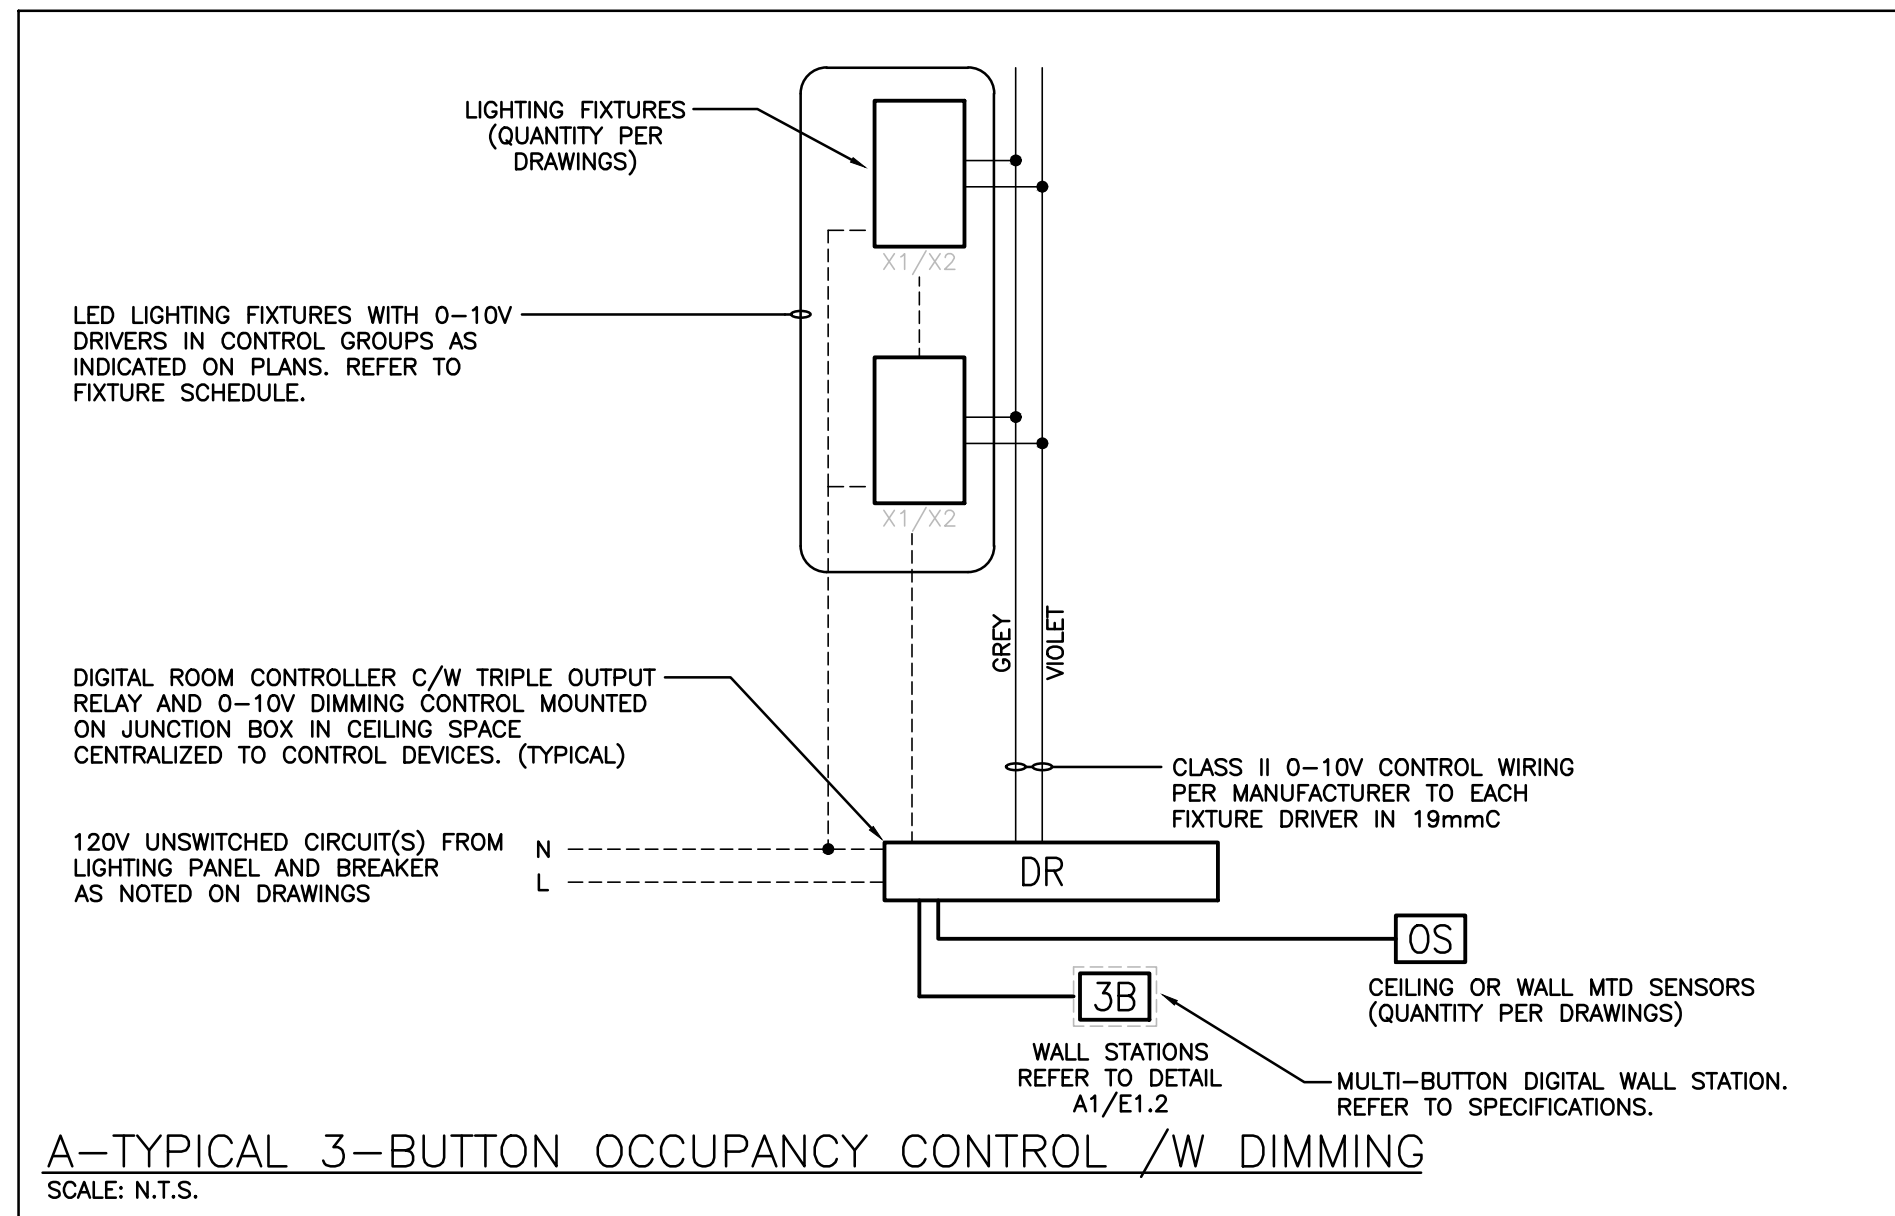 LIGHTING FIXTURES
(QUANTITY PER
DRAWINGS)
X1/X2
LED LIGHTING FIXTURES WITH 0-10V
DRIVERS IN CONTROL GROUPS AS
INDICATED ON PLANS. REFER TO
FIXTURE SCHEDULE.
X1/X2
GREY
VIOLET
DIGITAL ROOM CONTROLLER C/W TRIPLE OUTPUT
RELAY AND 0-10V DIMMING CONTROL MOUNTED
ON JUNCTION BOX IN CEILING SPACE
CENTRALIZED TO CONTROL DEVICES. (TYPICAL)
CLASS II 0-10V CONTROL WIRING
PER MANUFACTURER TO EACH
FIXTURE DRIVER IN 19mmC
120V UNSWITCHED CIRCUIT(S) FROM
LIGHTING PANEL AND BREAKER
AS NOTED ON DRAWINGS
N
L
DR
OS
CEILING OR WALL MTD SENSORS
(QUANTITY PER DRAWINGS)
3B
WALL STATIONS
REFER TO DETAIL
A1/E1.2
MULTI-BUTTON DIGITAL WALL STATION.
REFER TO SPECIFICATIONS.
A-TYPICAL 3-BUTTON OCCUPANCY CONTROL /W DIMMING
SCALE: N.T.S.